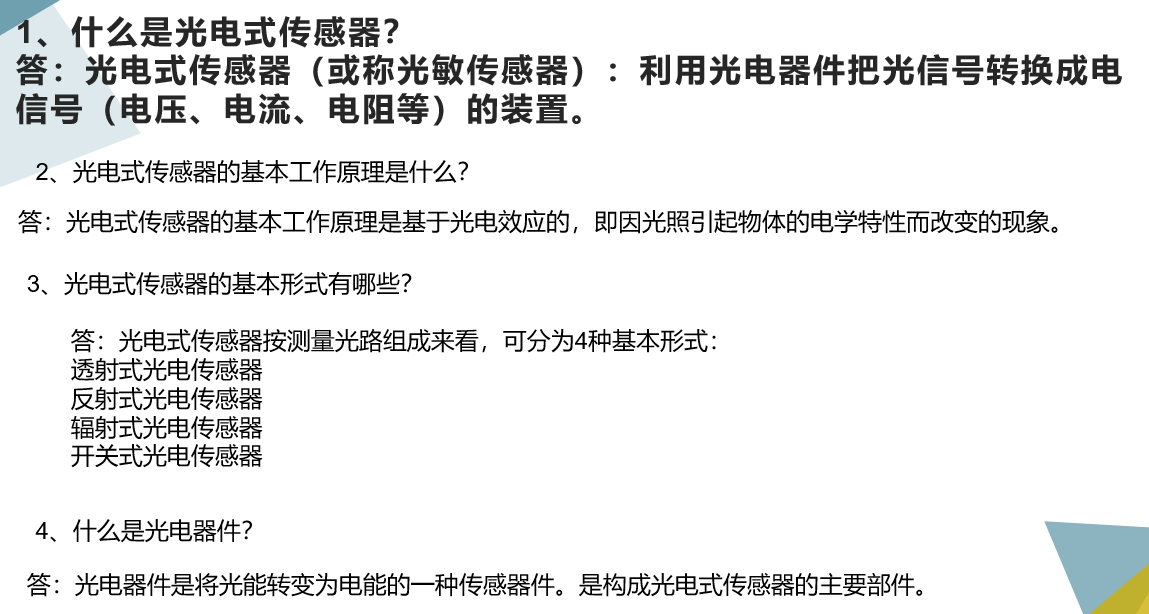 1、什么是光电式传感器？
答：光电式传感器（或称光敏传感器）：利用光电器件把光信号转换成电
信号（电压、电流、电阻等）的装置。
2、光电式传感器的基本工作原理是什么？
答：光电式传感器的基本工作原理是基于光电效应的，即因光照引起物体的电学特性而改变的现象。
3、光电式传感器的基本形式有哪些？
答：光电式传感器按测量光路组成来看，可分为4种基本形式：
透射式光电传感器
反射式光电传感器
辐射式光电传感器
开关式光电传感器
4、什么是光电器件？
答：光电器件是将光能转变为电能的一种传感器件。是构成光电式传感器的主要部件。